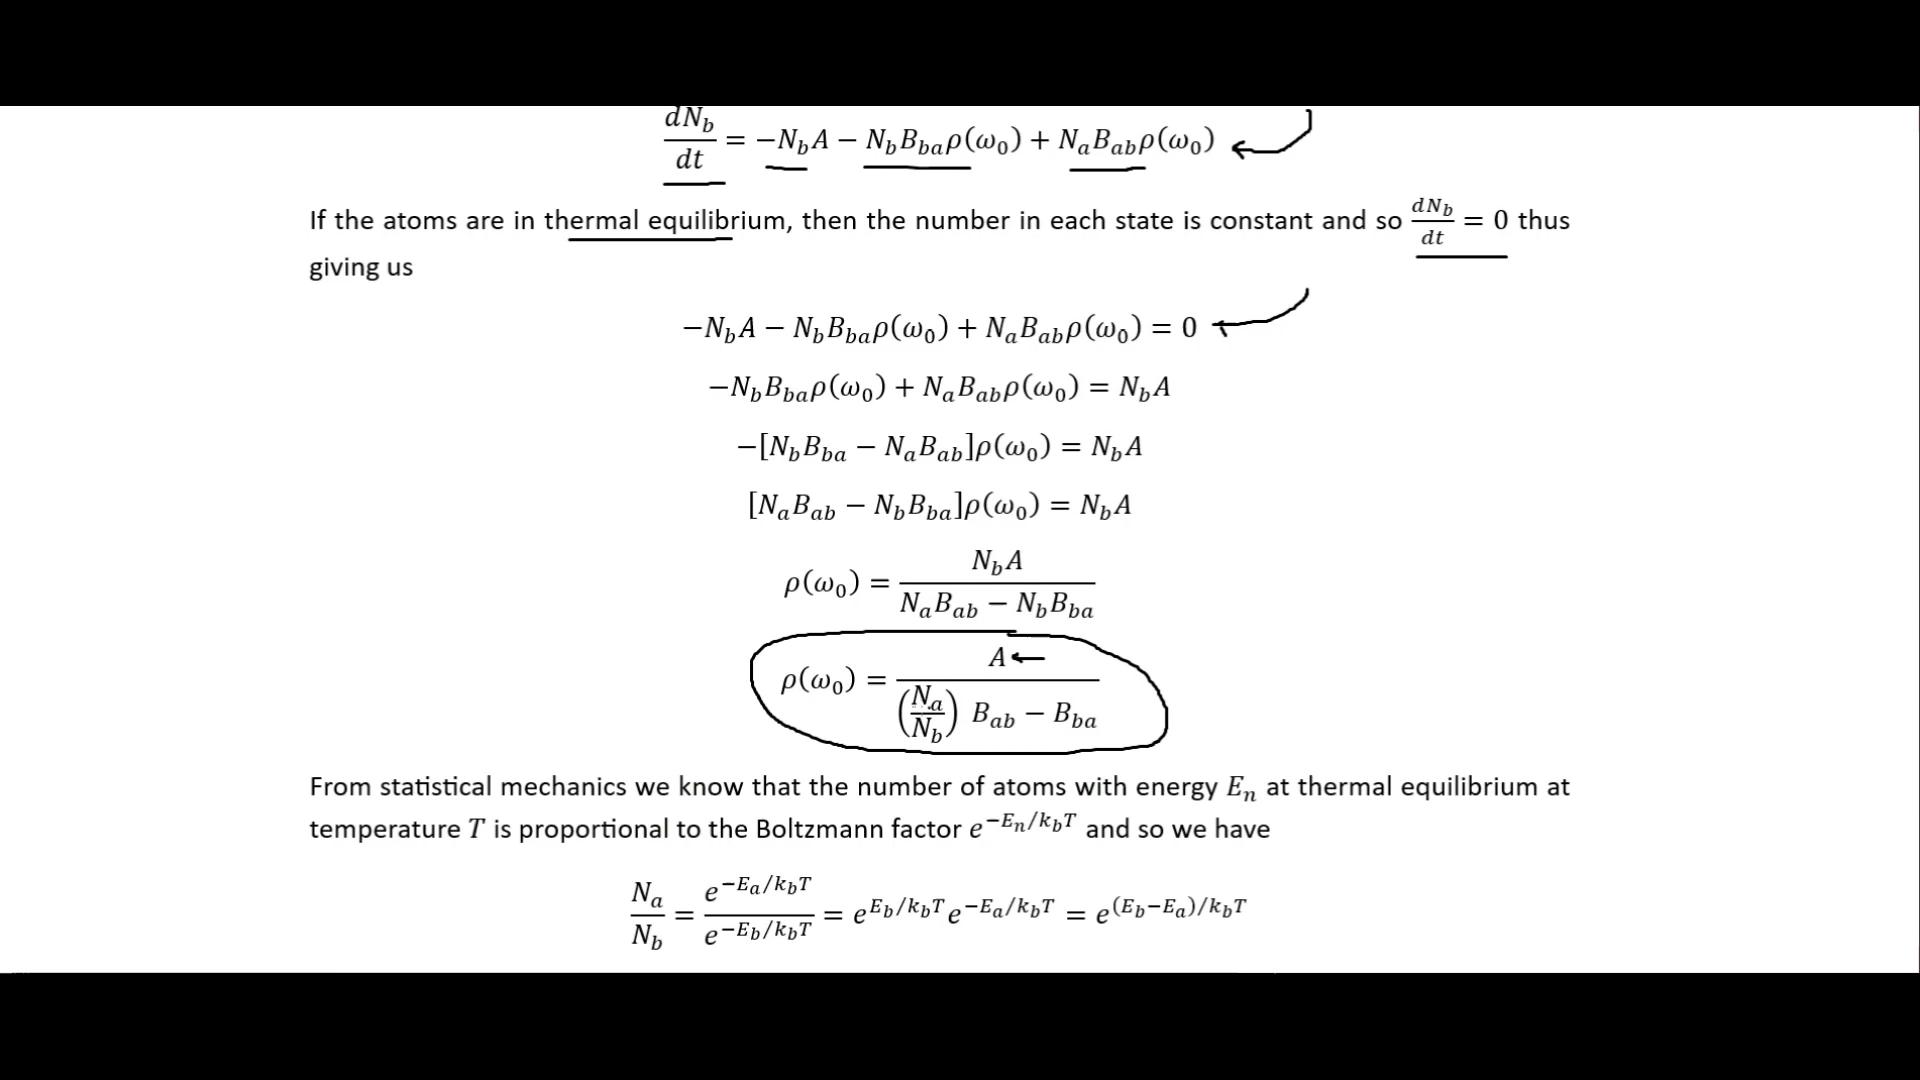 dN_b/dt = −N_bA − N_bB_baρ(ω_0) + N_aB_abρ(ω_0)
If the atoms are in thermal equilibrium, then the number in each state is constant and so dN_b/dt = 0 thus
giving us
−N_bA − N_bB_baρ(ω_0) + N_aB_abρ(ω_0) = 0
−N_bB_baρ(ω_0) + N_aB_abρ(ω_0) = N_bA
−[N_bB_ba − N_aB_ab]ρ(ω_0) = N_bA
[N_aB_ab − N_bB_ba]ρ(ω_0) = N_bA
ρ(ω_0) = N_bA/(N_aB_ab − N_bB_ba)
ρ(ω_0) = A/((N_a/N_b) B_ab − B_ba)
From statistical mechanics we know that the number of atoms with energy E_n at thermal equilibrium at
temperature T is proportional to the Boltzmann factor e^{−E_n/k_bT} and so we have
N_a/N_b = e^{−E_a/k_bT}/e^{−E_b/k_bT} = e^{E_b/k_bT}e^{−E_a/k_bT} = e^{(E_b−E_a)/k_bT}